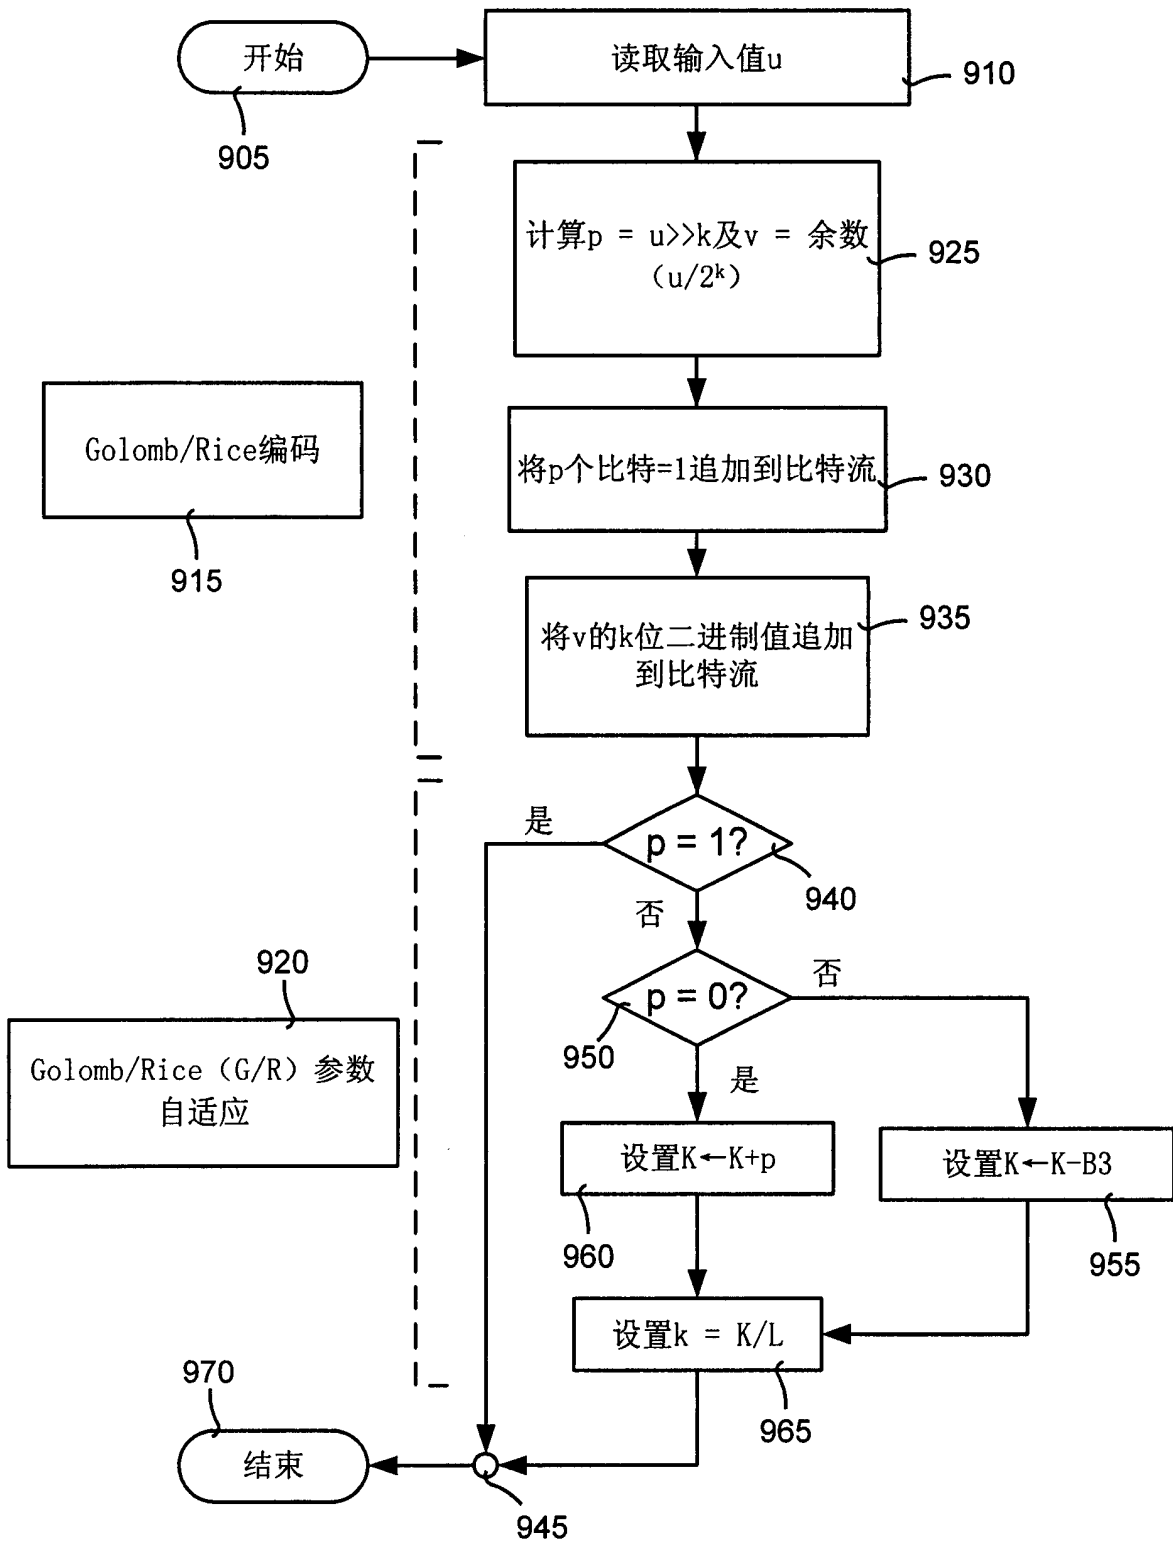 开始
读取输入值u
910
905
计算p = u>>k及v = 余数
（u/2ᵏ）
925
Golomb/Rice编码
915
将p个比特=1追加到比特流
930
将v的k位二进制值追加
到比特流
935
是
p = 1?
940
否
920
Golomb/Rice（G/R）参数
自适应
p = 0?
950
否
是
设置K←K+p
960
设置K←K-B3
955
设置k = K/L
965
970
结束
945